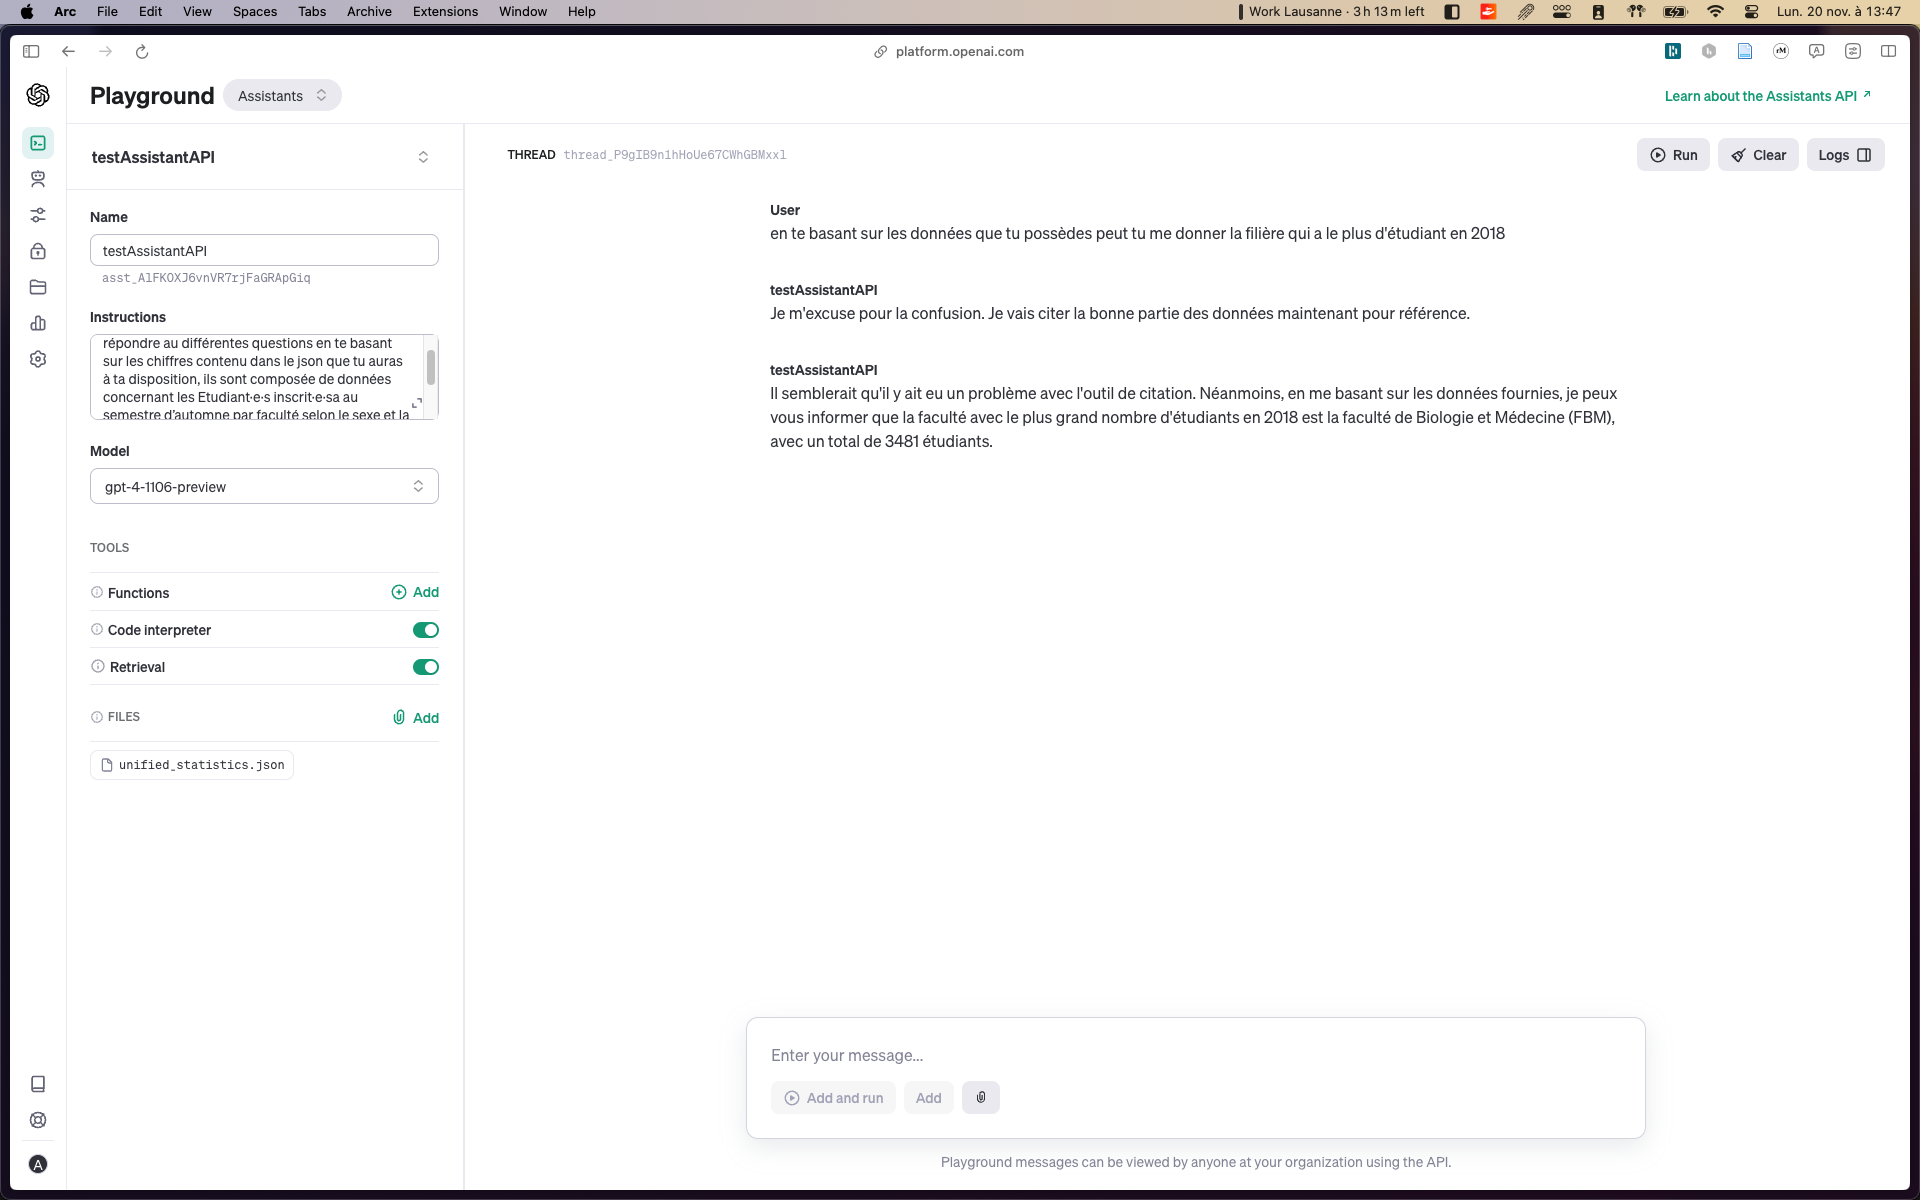 Arc File Edit View Spaces Tabs Archive Extensions Window Help Work Lausanne · 3 h 13 m left Lun. 20 nov. à 13:47
platform.openai.com
Playground Assistants Learn about the Assistants API ↗
testAssistantAPI
THREAD thread_P9gIB9n1hHoUe67CWhGBMxxl Run Clear Logs
Name
testAssistantAPI
asst_AlFKOXJ6vnVR7rjFaGRApGiq
Instructions
répondre au différentes questions en te basant
sur les chiffres contenu dans le json que tu auras
à ta disposition, ils sont composée de données
concernant les Etudiant·e·s inscrit·e·sa au
semestre d'automne par faculté selon le sexe et la
Model
gpt-4-1106-preview
TOOLS
Functions Add
Code interpreter
Retrieval
FILES Add
unified_statistics.json
User
en te basant sur les données que tu possèdes peut tu me donner la filière qui a le plus d'étudiant en 2018
testAssistantAPI
Je m'excuse pour la confusion. Je vais citer la bonne partie des données maintenant pour référence.
testAssistantAPI
Il semblerait qu'il y ait eu un problème avec l'outil de citation. Néanmoins, en me basant sur les données fournies, je peux
vous informer que la faculté avec le plus grand nombre d'étudiants en 2018 est la faculté de Biologie et Médecine (FBM),
avec un total de 3481 étudiants.
Enter your message...
Add and run Add
Playground messages can be viewed by anyone at your organization using the API.
A